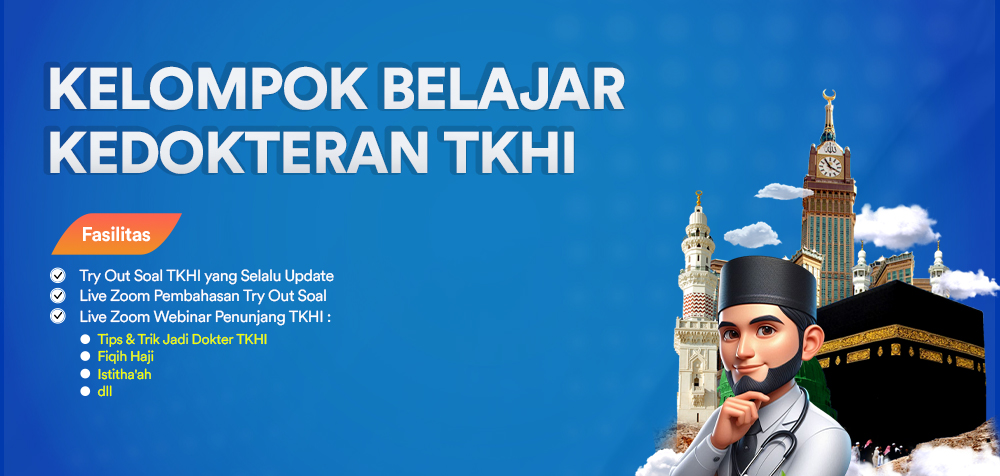 KELOMPOK BELAJAR
KEDOKTERAN TKHI
Fasilitas
Try Out Soal TKHI yang Selalu Update
Live Zoom Pembahasan Try Out Soal
Live Zoom Webinar Penunjang TKHI :
Tips & Trik Jadi Dokter TKHI
Fiqih Haji
Istitha'ah
dll